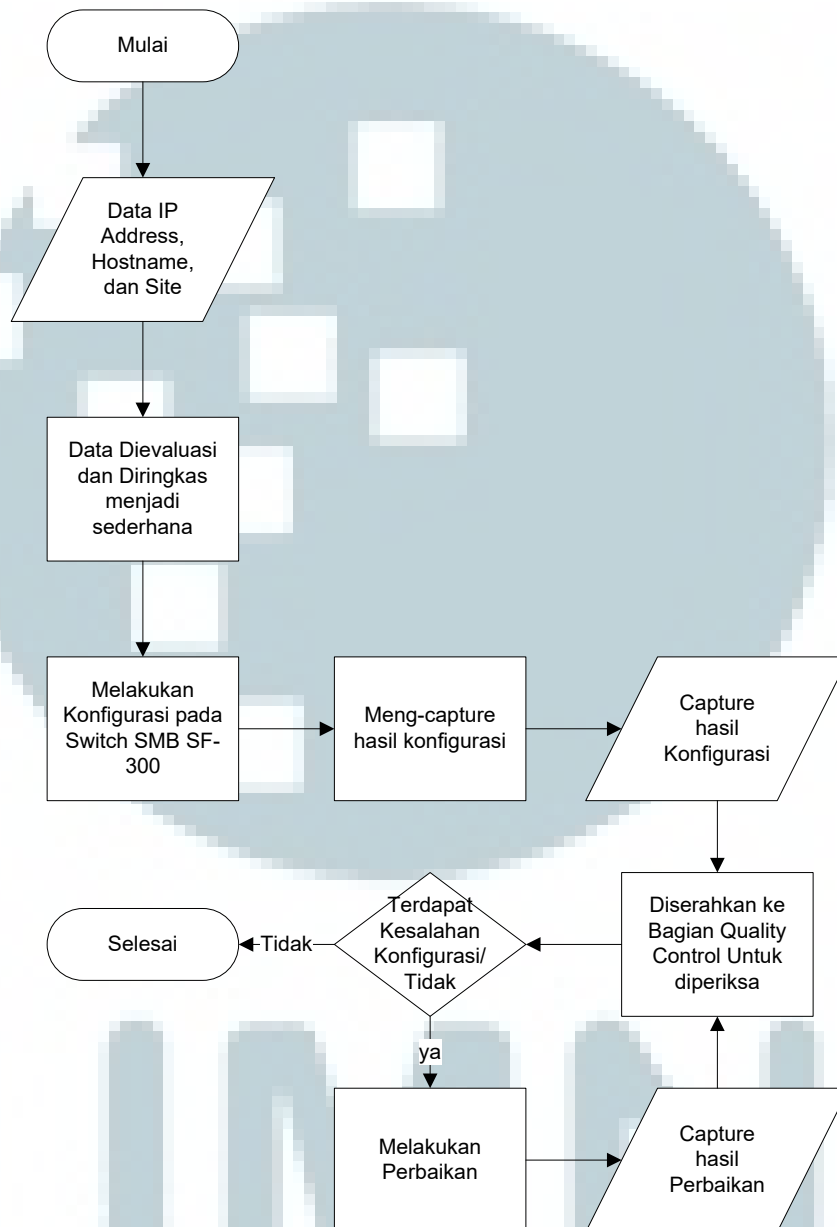 Mulai
Data IP
Address,
Hostname,
dan Site
Data Dievaluasi
dan Diringkas
menjadi
sederhana
Melakukan
Konfigurasi pada
Switch SMB SF-
300
Meng-capture
hasil konfigurasi
Capture
hasil
Konfigurasi
Selesai
Tidak
Terdapat
Kesalahan
Konfigurasi/
Tidak
Diserahkan ke
Bagian Quality
Control Untuk
diperiksa
ya
Melakukan
Perbaikan
Capture
hasil
Perbaikan